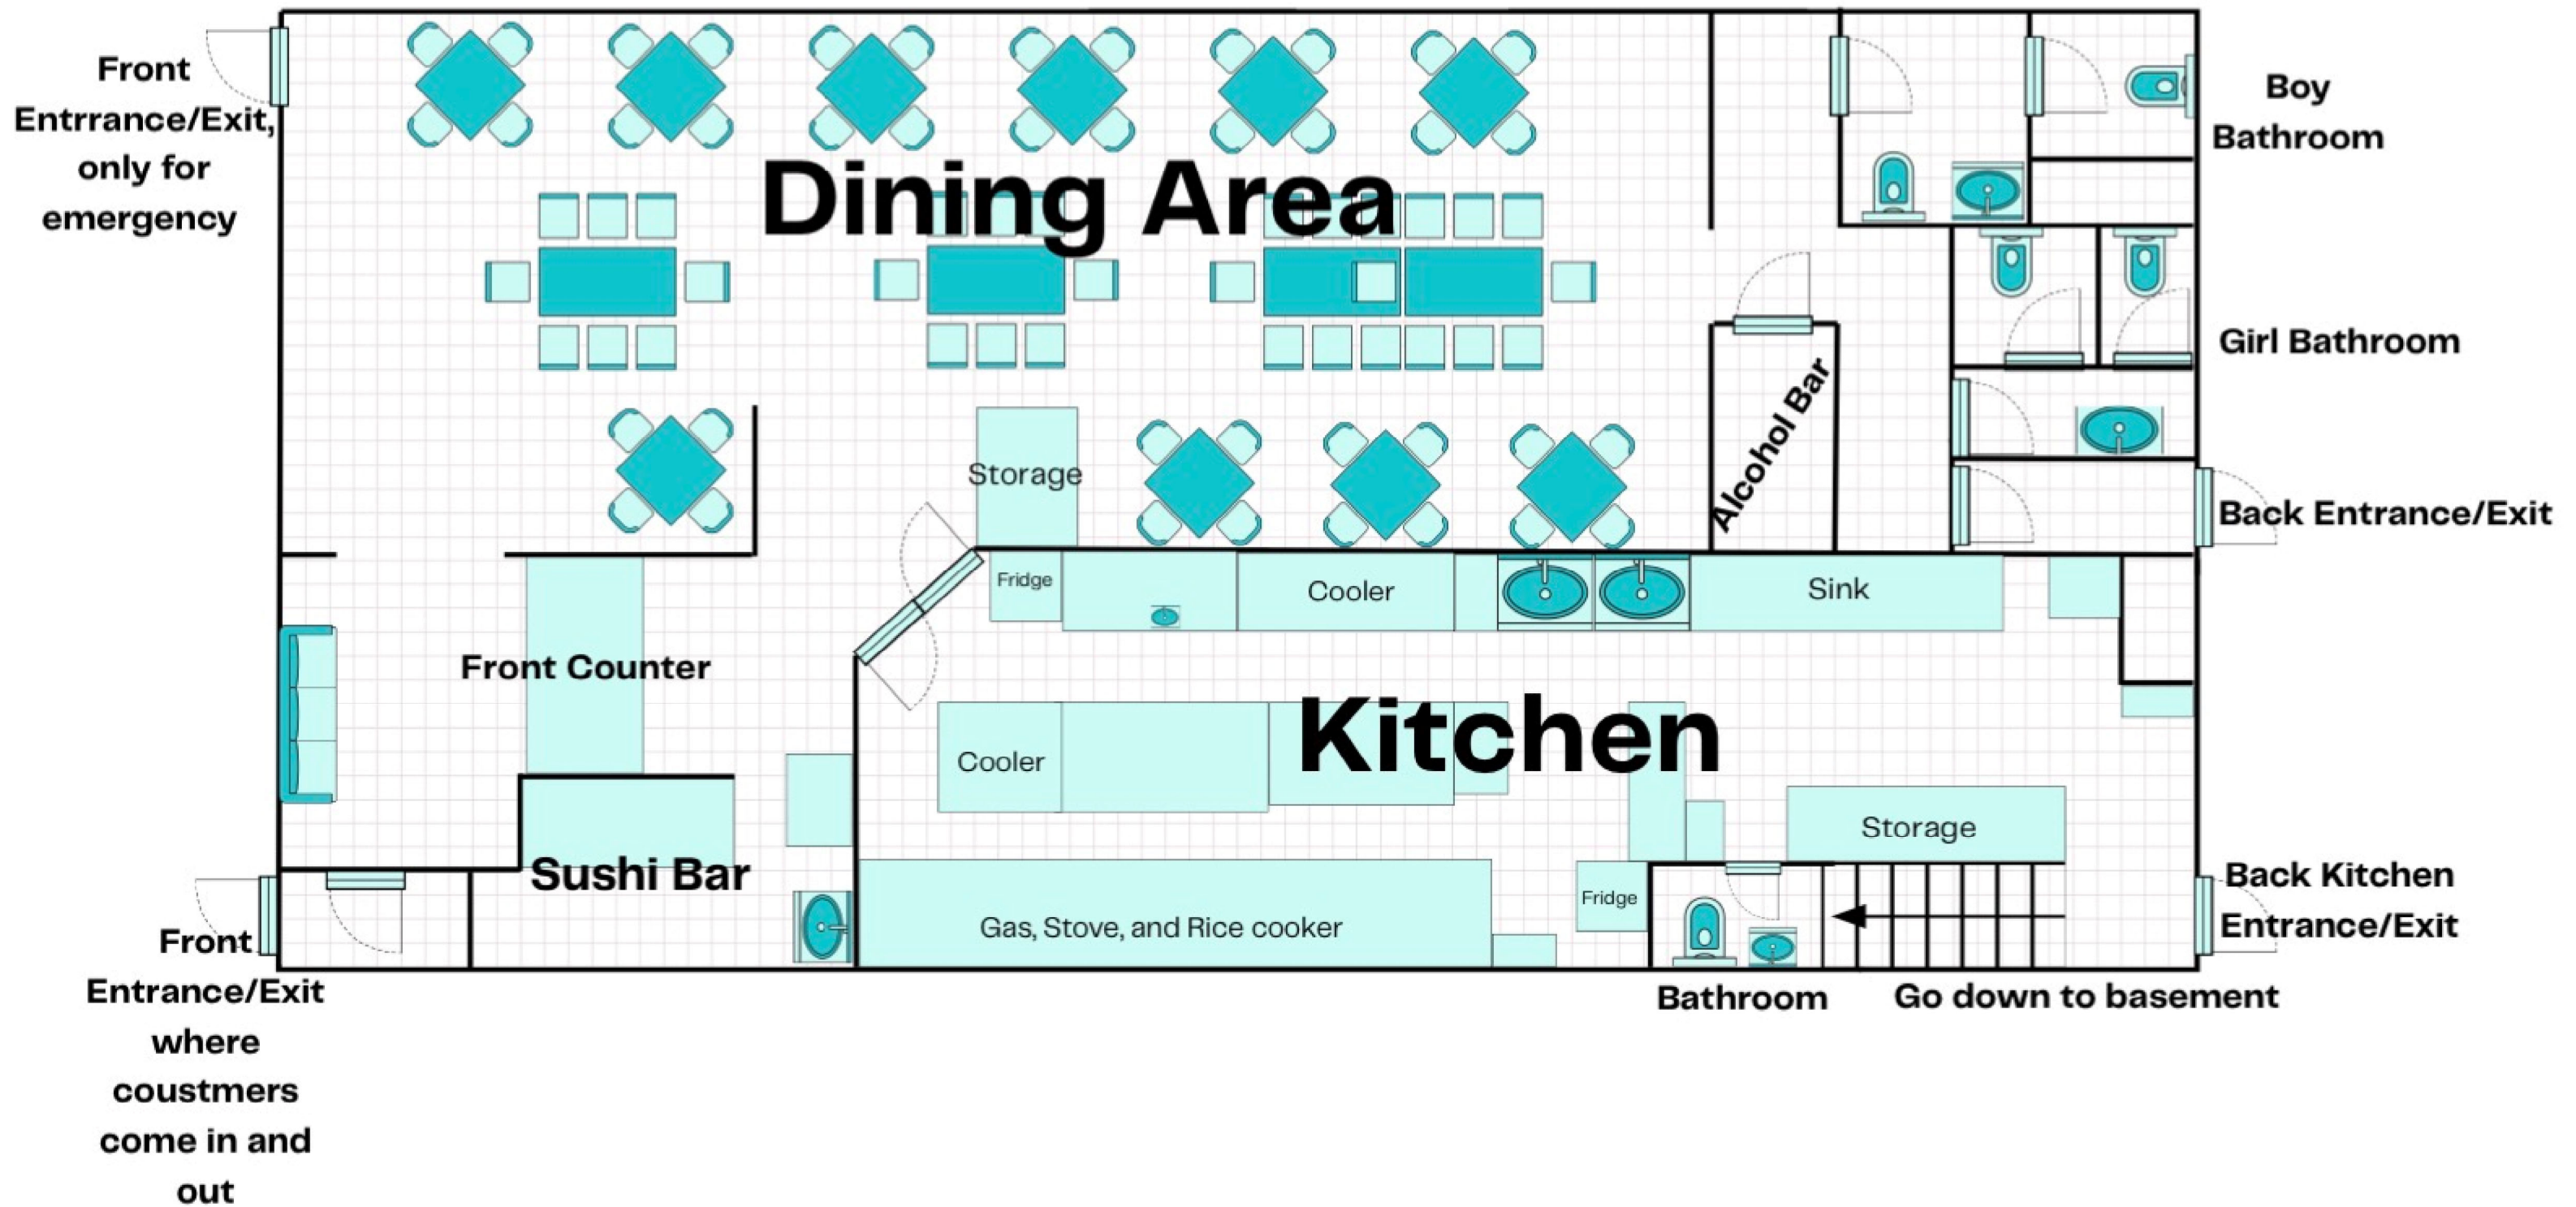 Front
Entrrance/Exit,
only for
emergency
Dining Area
Boy
Bathroom
Girl Bathroom
Alcohol Bar
Storage
Back Entrance/Exit
Fridge
Cooler
Sink
Front Counter
Kitchen
Cooler
Storage
Sushi Bar
Gas, Stove, and Rice cooker
Fridge
Back Kitchen
Entrance/Exit
Front
Entrance/Exit
where
coustmers
come in and
out
Bathroom
Go down to basement